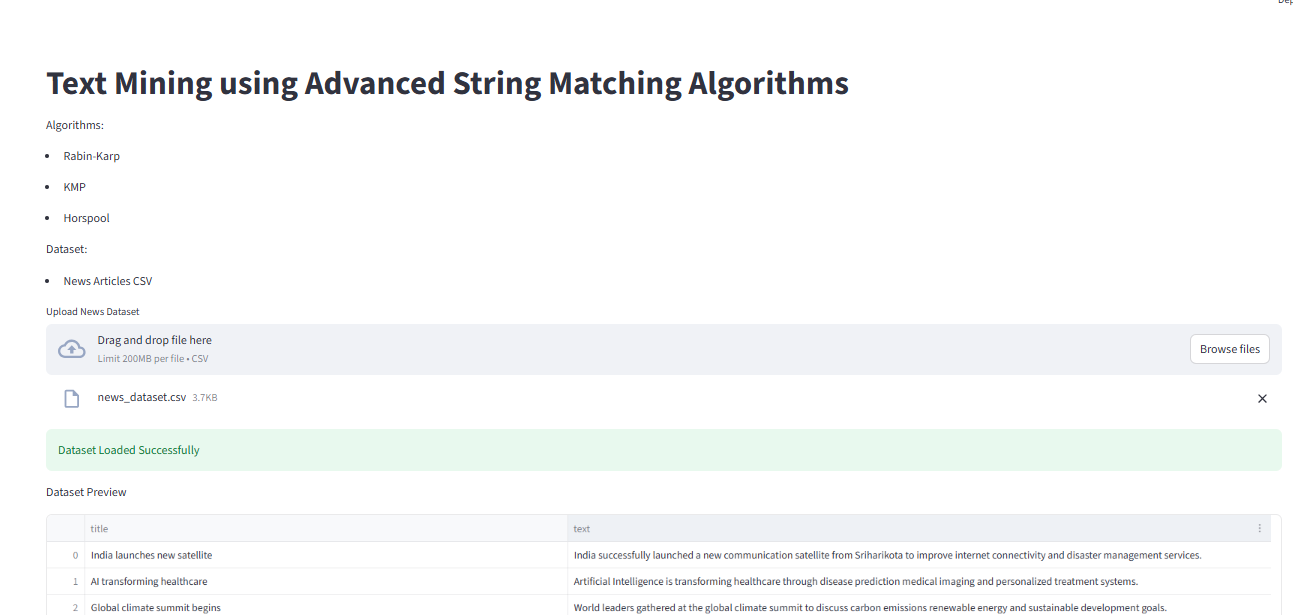 Text Mining using Advanced String Matching Algorithms
Algorithms:
• Rabin-Karp
• KMP
• Horspool
Dataset:
• News Articles CSV
Upload News Dataset
Drag and drop file here
Limit 200MB per file • CSV
Browse files
news_dataset.csv 3.7KB
Dataset Loaded Successfully
Dataset Preview
title text
0 India launches new satellite India successfully launched a new communication satellite from Sriharikota to improve internet connectivity and disaster management services.
1 AI transforming healthcare Artificial Intelligence is transforming healthcare through disease prediction medical imaging and personalized treatment systems.
2 Global climate summit begins World leaders gathered at the global climate summit to discuss carbon emissions renewable energy and sustainable development goals.